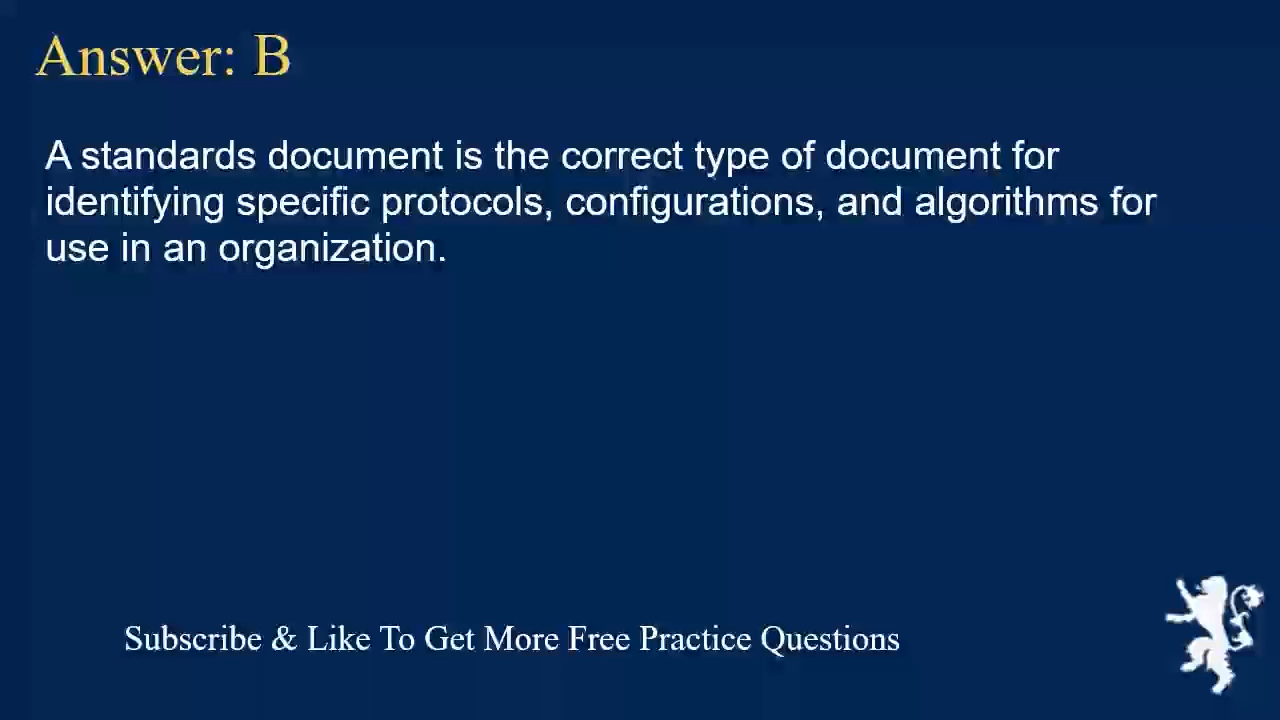 Answer: B
A standards document is the correct type of document for
identifying specific protocols, configurations, and algorithms for
use in an organization.
Subscribe & Like To Get More Free Practice Questions